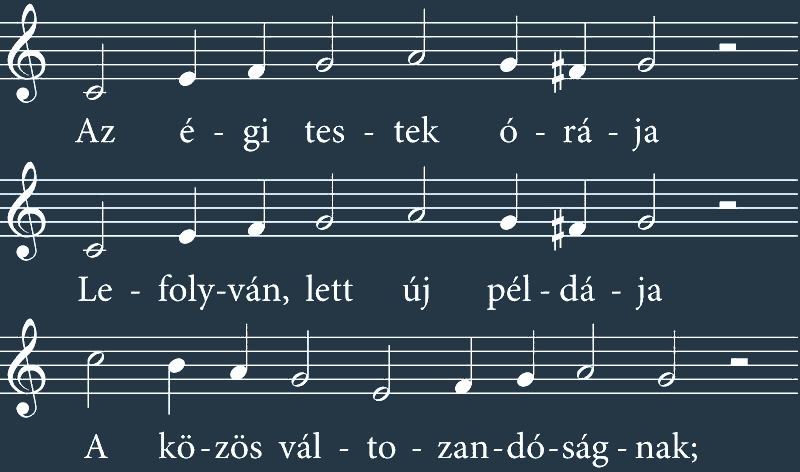 Az é - gi tes - tek ó - rá - ja
Le - foly-ván, lett új pél - dá - ja
A kö-zös vál - to - zan-dó-ság - nak;